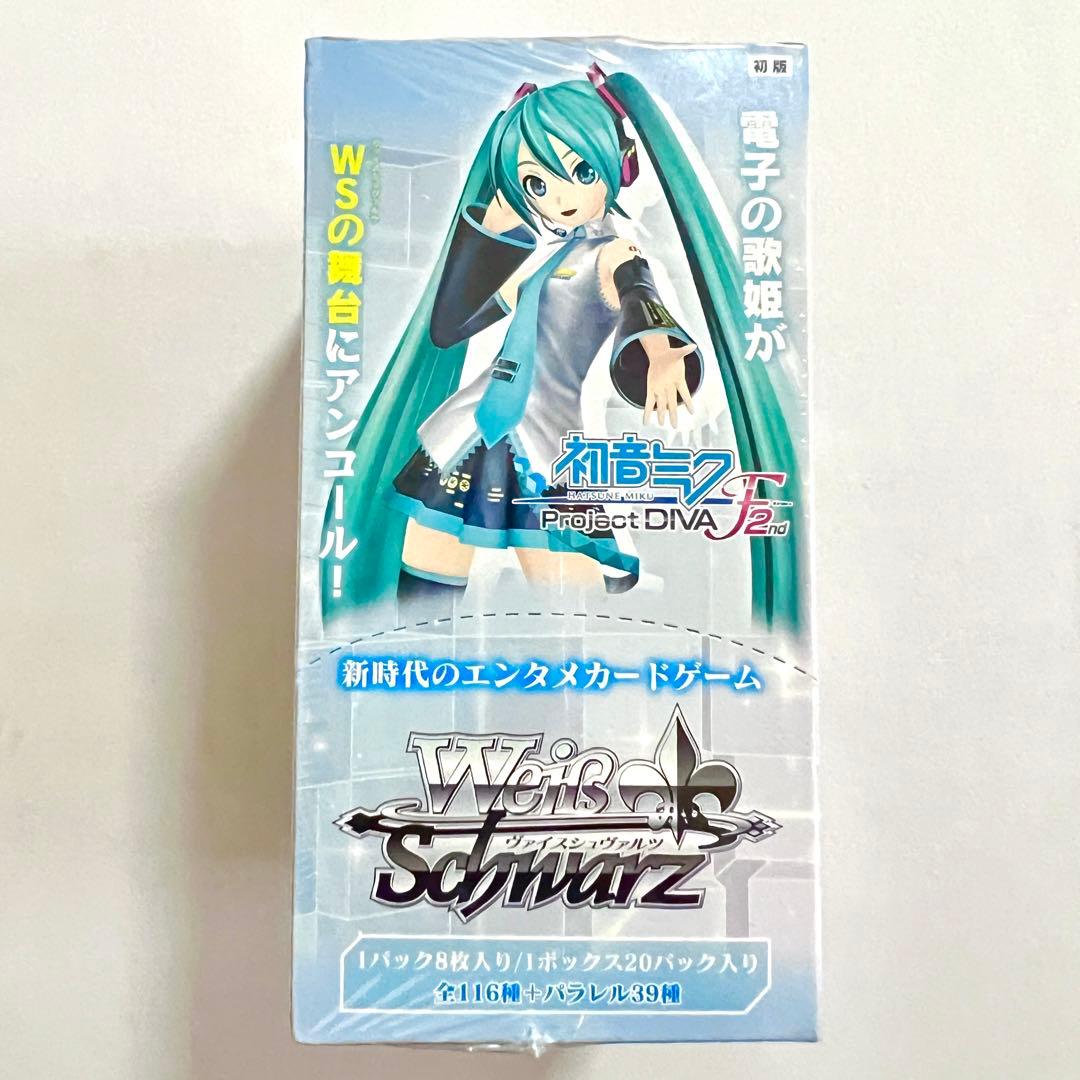 初版
電子の歌姫が
WSの舞台にアンコール!
初音ミク
HATSUNE MIKU
Project DIVA F 2nd
新時代のエンタメカードゲーム
Weiß
ヴァイスシュヴァルツ
Schwarz
1パック8枚入り/1ボックス20パック入り
全116種+パラレル39種